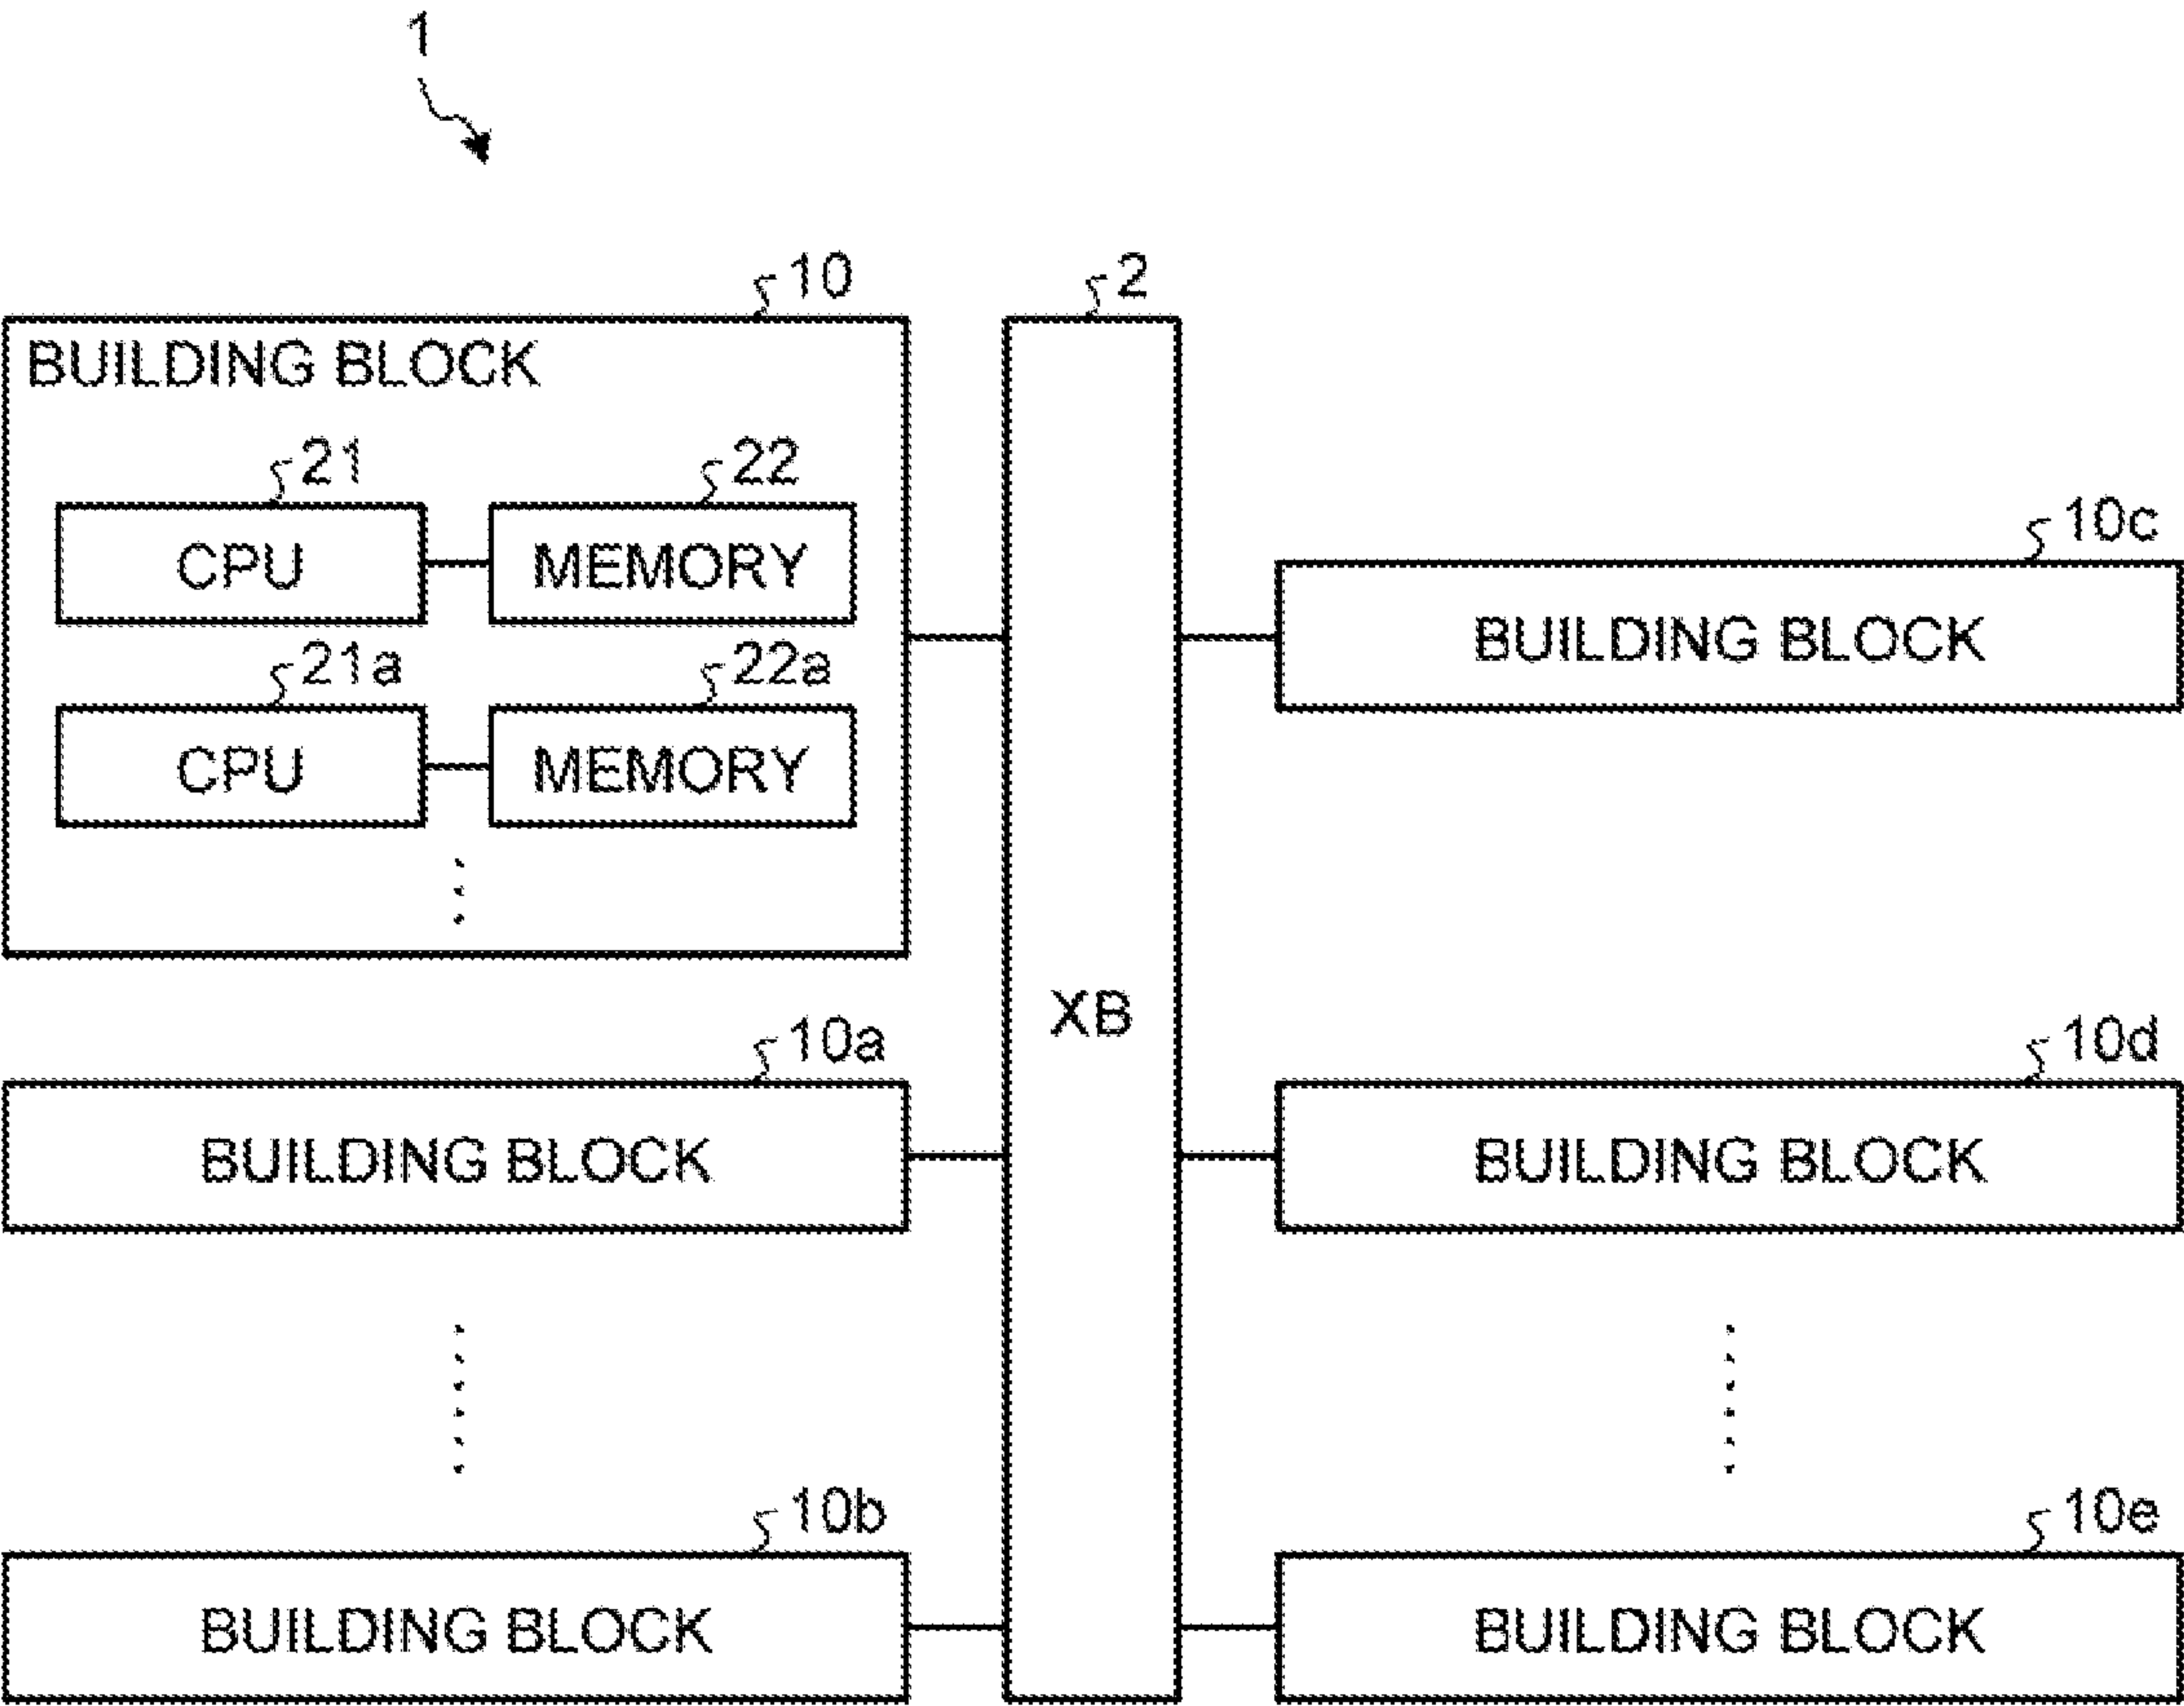 1
10
2
BUILDING BLOCK
21
22
CPU
MEMORY
10c
BUILDING BLOCK
21a
22a
CPU
MEMORY
XB
10a
10d
BUILDING BLOCK
BUILDING BLOCK
10b
10e
BUILDING BLOCK
BUILDING BLOCK